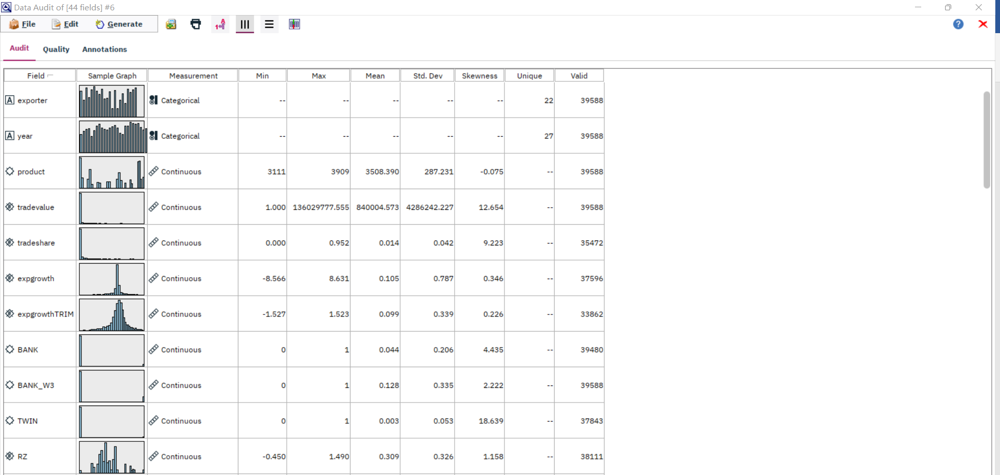 Data Audit of [44 fields] #6
File Edit Generate
Audit Quality Annotations
Field Sample Graph Measurement Min Max Mean Std. Dev Skewness Unique Valid
A exporter Categorical -- -- -- -- -- 22 39588
A year Categorical -- -- -- -- -- 27 39588
product Continuous 3111 3909 3508.390 287.231 -0.075 -- 39588
tradevalue Continuous 1.000 136029777.555 840004.573 4286242.227 12.654 -- 39588
tradeshare Continuous 0.000 0.952 0.014 0.042 9.223 -- 35472
expgrowth Continuous -8.566 8.631 0.105 0.787 0.346 -- 37596
expgrowthTRIM Continuous -1.527 1.523 0.099 0.339 0.226 -- 33862
BANK Continuous 0 1 0.044 0.206 4.435 -- 39480
BANK_W3 Continuous 0 1 0.128 0.335 2.222 -- 39588
TWIN Continuous 0 1 0.003 0.053 18.639 -- 37843
RZ Continuous -0.450 1.490 0.309 0.326 1.158 -- 38111